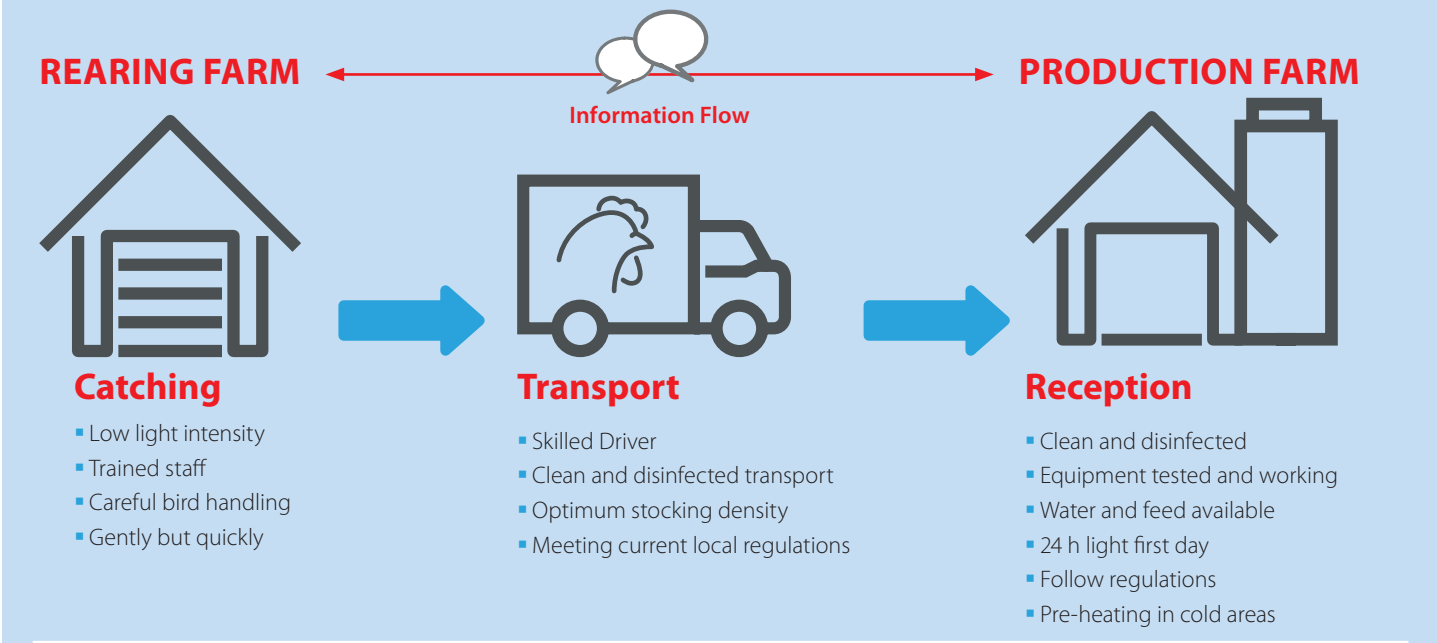 REARING FARM
PRODUCTION FARM
Information Flow
Catching
▪ Low light intensity
▪ Trained staff
▪ Careful bird handling
▪ Gently but quickly
Transport
▪ Skilled Driver
▪ Clean and disinfected transport
▪ Optimum stocking density
▪ Meeting current local regulations
Reception
▪ Clean and disinfected
▪ Equipment tested and working
▪ Water and feed available
▪ 24 h light first day
▪ Follow regulations
▪ Pre-heating in cold areas